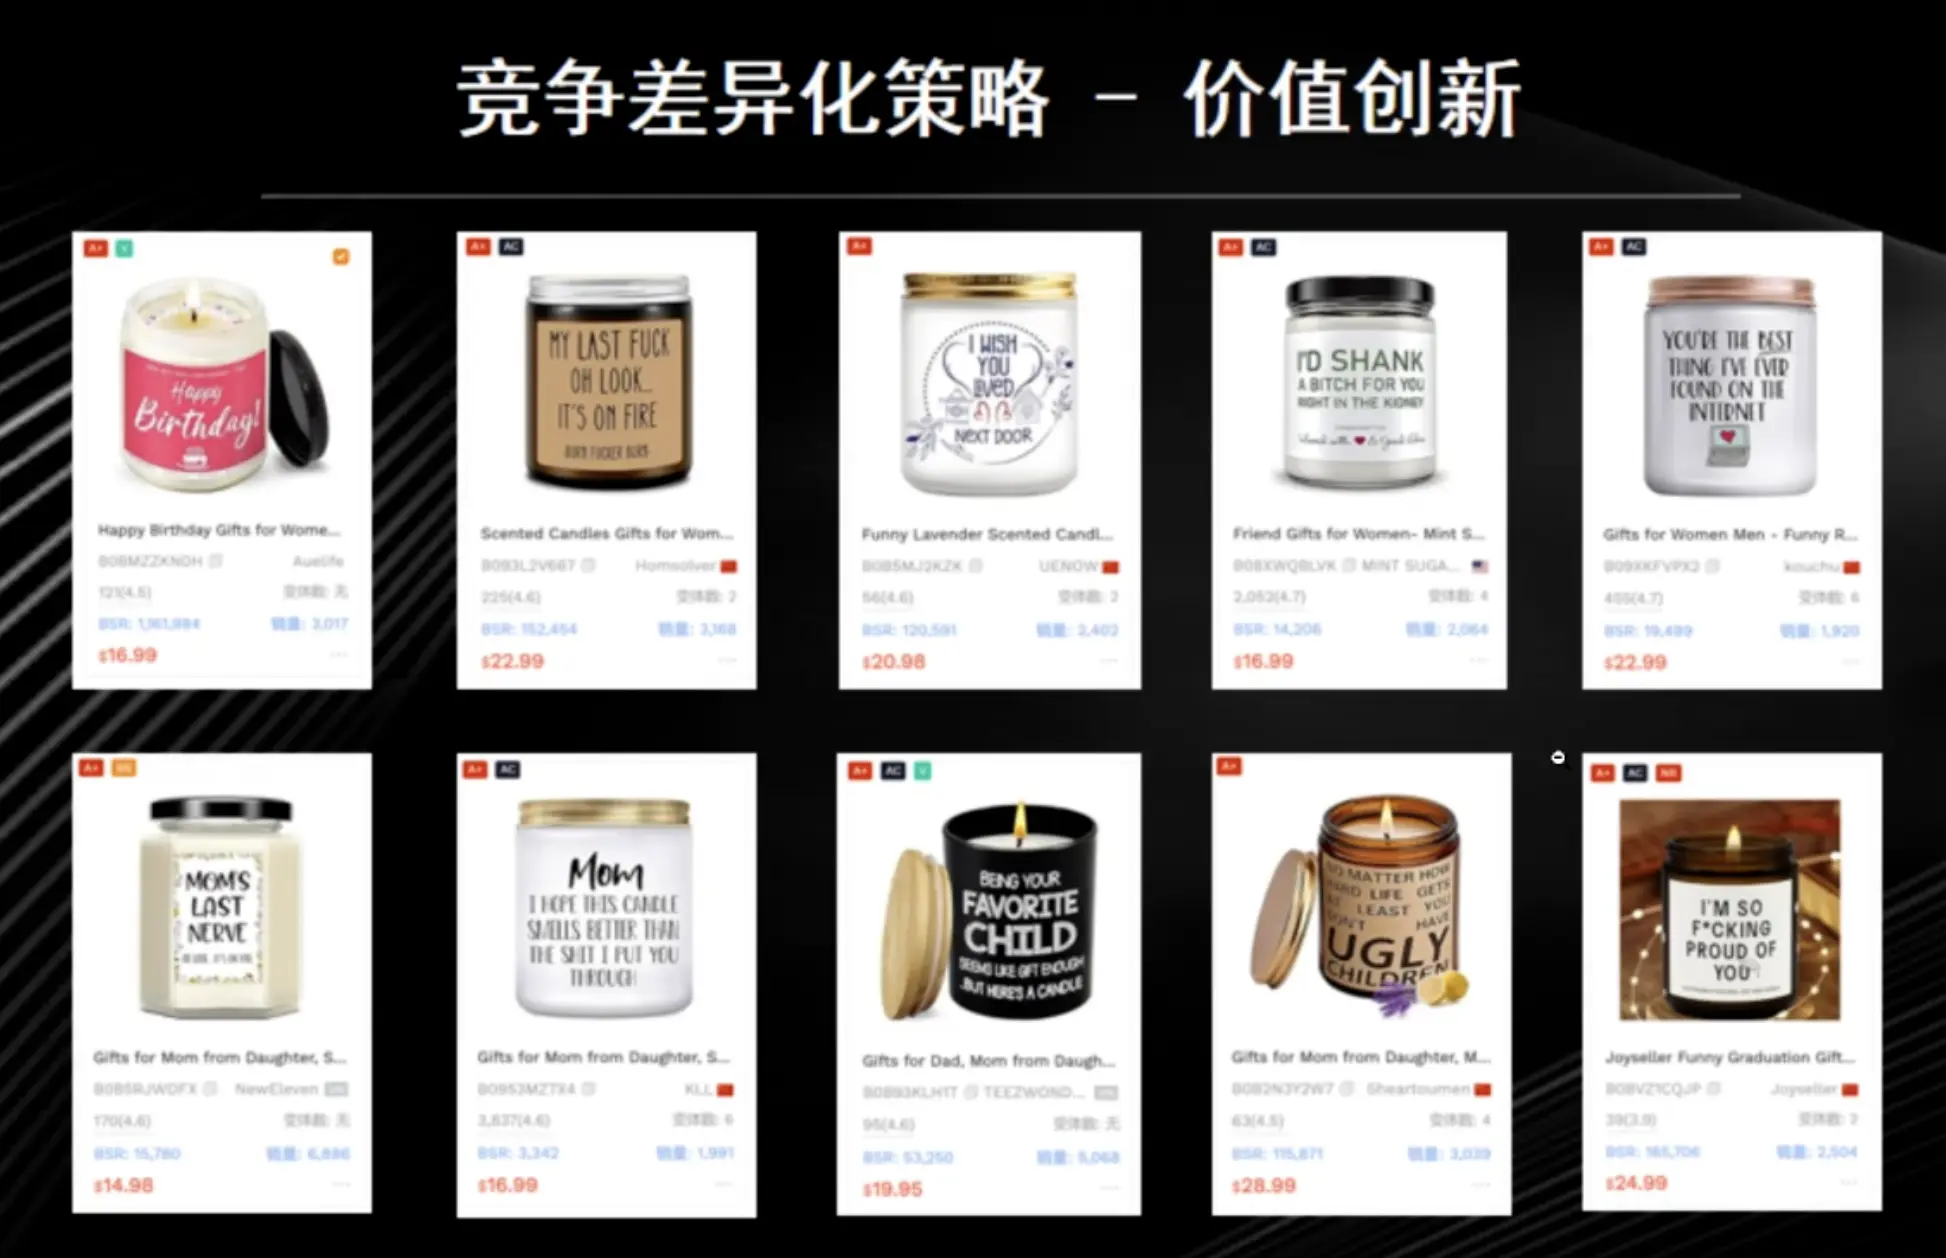 竞争差异化策略 - 价值创新
A+ V
Happy
Birthday!
Happy Birthday Gifts for Wome...
B0BMZZKNDH Auelife
121(4.5) 变体数: 无
BSR: 1,161,984 销量: 3,017
$16.99
A+ AC
MY LAST FUCK
OH LOOK...
IT'S ON FIRE
BURN FUCKER BURN
Scented Candles Gifts for Wom...
B093L2V667 Homsolver
225(4.6) 变体数: 2
BSR: 152,454 销量: 3,168
$22.99
A+
I WISH
YOU
LIVED
NEXT DOOR
Funny Lavender Scented Candl...
B0B5MJ2KZK UENOW
56(4.6) 变体数: 2
BSR: 120,591 销量: 2,402
$20.98
A+ AC
I'D SHANK
A BITCH FOR YOU
RIGHT IN THE KIDNEY
Friend Gifts for Women- Mint S...
B08XWQBLVK MINT SUGA...
2,052(4.7) 变体数: 4
BSR: 14,206 销量: 2,064
$16.99
A+ AC
YOU'RE THE BEST
THING I'VE EVER
FOUND ON THE
INTERNET
Gifts for Women Men - Funny R...
B09XKFVPX2 kouchu
455(4.7) 变体数: 6
BSR: 19,499 销量: 1,920
$22.99
A+
MOM'S
LAST
NERVE
Gifts for Mom from Daughter, S...
B0B5RJWDFX NewEleven
170(4.6) 变体数: 无
BSR: 15,780 销量: 6,886
$14.98
A+ AC
Mom
I HOPE THIS CANDLE
SMELLS BETTER THAN
THE SHIT I PUT YOU
THROUGH
Gifts for Mom from Daughter, S...
B0953MZTX4 KLL
3,637(4.6) 变体数: 6
BSR: 3,342 销量: 1,991
$16.99
A+ AC V
BEING YOUR
FAVORITE
CHILD
SEEMS LIKE GIFT ENOUGH
..BUT HERE'S A CANDLE
Gifts for Dad, Mom from Daugh...
B0B93KLH1T TEEZWOND...
95(4.6) 变体数: 无
BSR: 53,250 销量: 5,068
$19.95
A+
NO MATTER HOW
HARD LIFE GETS
AT LEAST YOU
DON'T HAVE
UGLY
CHILDREN
Gifts for Mom from Daughter, M...
B0B2N3Y2W7 Sheartoumen
63(4.5) 变体数: 4
BSR: 115,871 销量: 3,039
$28.99
A+ AC NR
I'M SO
F*CKING
PROUD OF
YOU
Joyseller Funny Graduation Gift...
B0BVZ1CQJP Joyseller
39(3.9) 变体数: 2
BSR: 165,706 销量: 2,504
$24.99